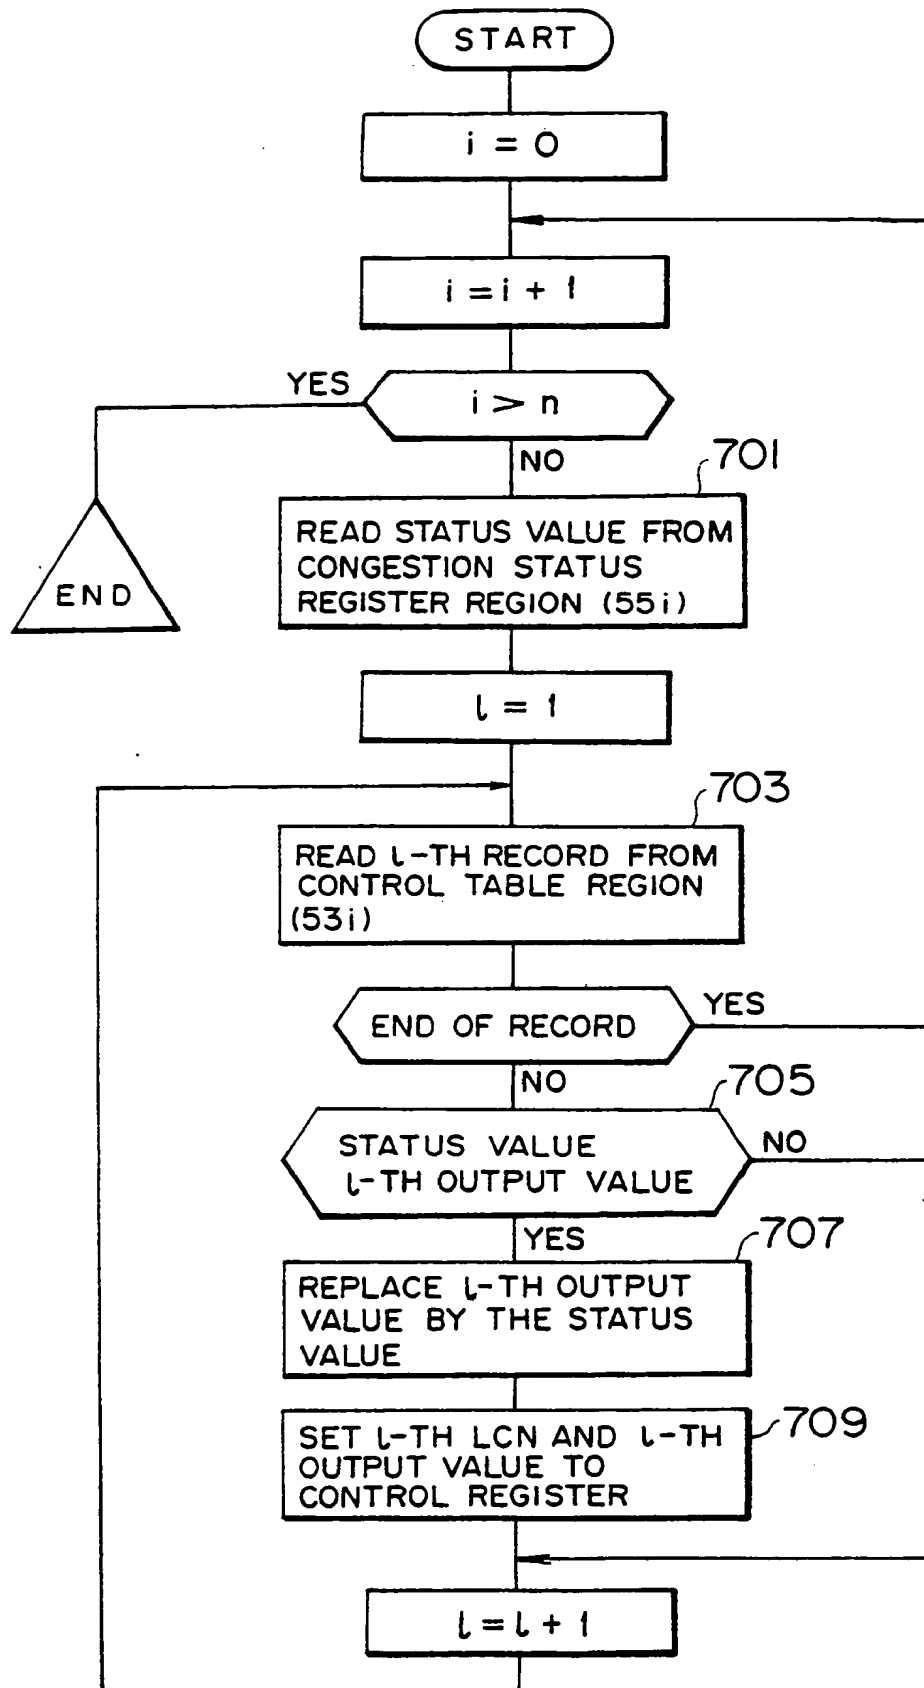 START
i = 0
i = i + 1
YES
i > n
NO
701
READ STATUS VALUE FROM
CONGESTION STATUS
REGISTER REGION (55i)
END
l = 1
703
READ l-TH RECORD FROM
CONTROL TABLE REGION
(53i)
YES
END OF RECORD
NO
705
STATUS VALUE
l-TH OUTPUT VALUE
NO
YES
707
REPLACE l-TH OUTPUT
VALUE BY THE STATUS
VALUE
709
SET l-TH LCN AND l-TH
OUTPUT VALUE TO
CONTROL REGISTER
l = l + 1